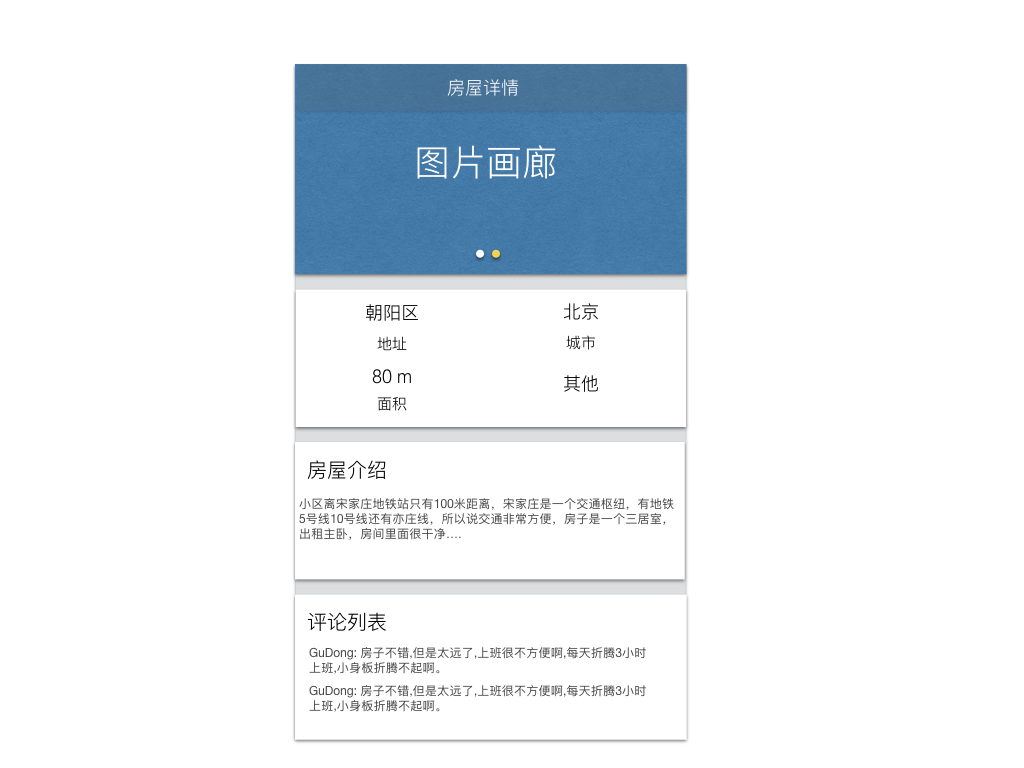 房屋详情
图片画廊
朝阳区
北京
地址
城市
80 m
其他
面积
房屋介绍
小区离宋家庄地铁站只有100米距离，宋家庄是一个交通枢纽，有地铁
5号线10号线还有亦庄线，所以说交通非常方便，房子是一个三居室，
出租主卧，房间里面很干净....
评论列表
GuDong: 房子不错,但是太远了,上班很不方便啊,每天折腾3小时
上班,小身板折腾不起啊。
GuDong: 房子不错,但是太远了,上班很不方便啊,每天折腾3小时
上班,小身板折腾不起啊。